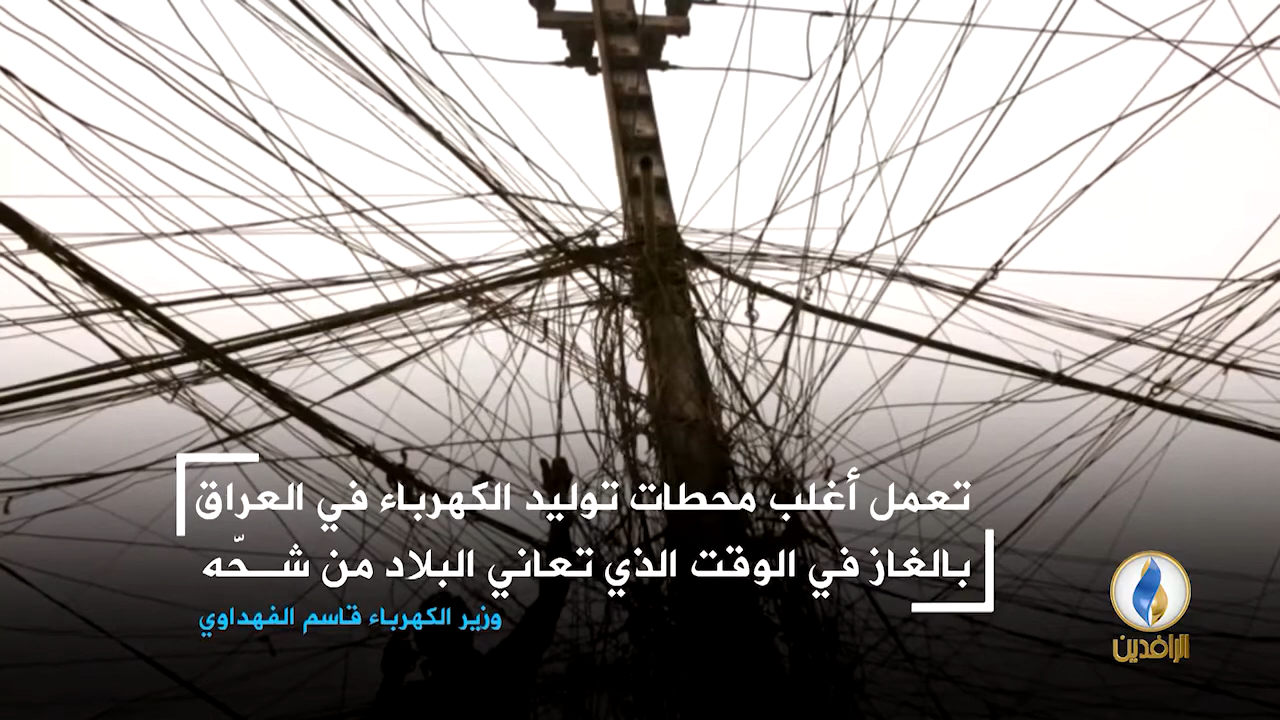 تعمل أغلب محطات توليد الكهرباء في العراق
بالغاز في الوقت الذي تعاني البلاد من شـــحّه
وزير الكهرباء قاسم الفهداوي
الرافدين